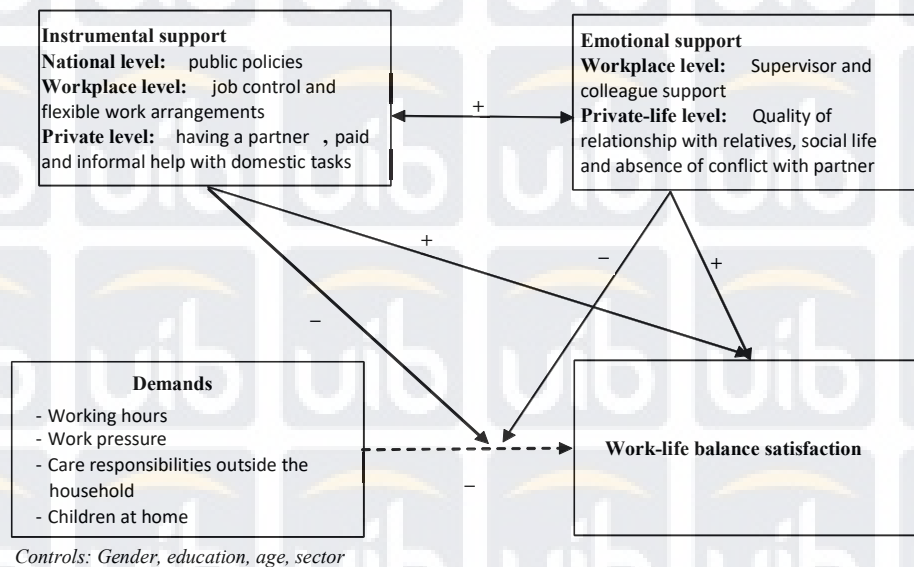 Instrumental support
National level: public policies
Workplace level: job control and
flexible work arrangements
Private level: having a partner , paid
and informal help with domestic tasks
Emotional support
Workplace level: Supervisor and
colleague support
Private-life level: Quality of
relationship with relatives, social life
and absence of conflict with partner
+
+
–
+
–
Demands
- Working hours
- Work pressure
- Care responsibilities outside the
household
- Children at home
–
Work-life balance satisfaction
Controls: Gender, education, age, sector
uib